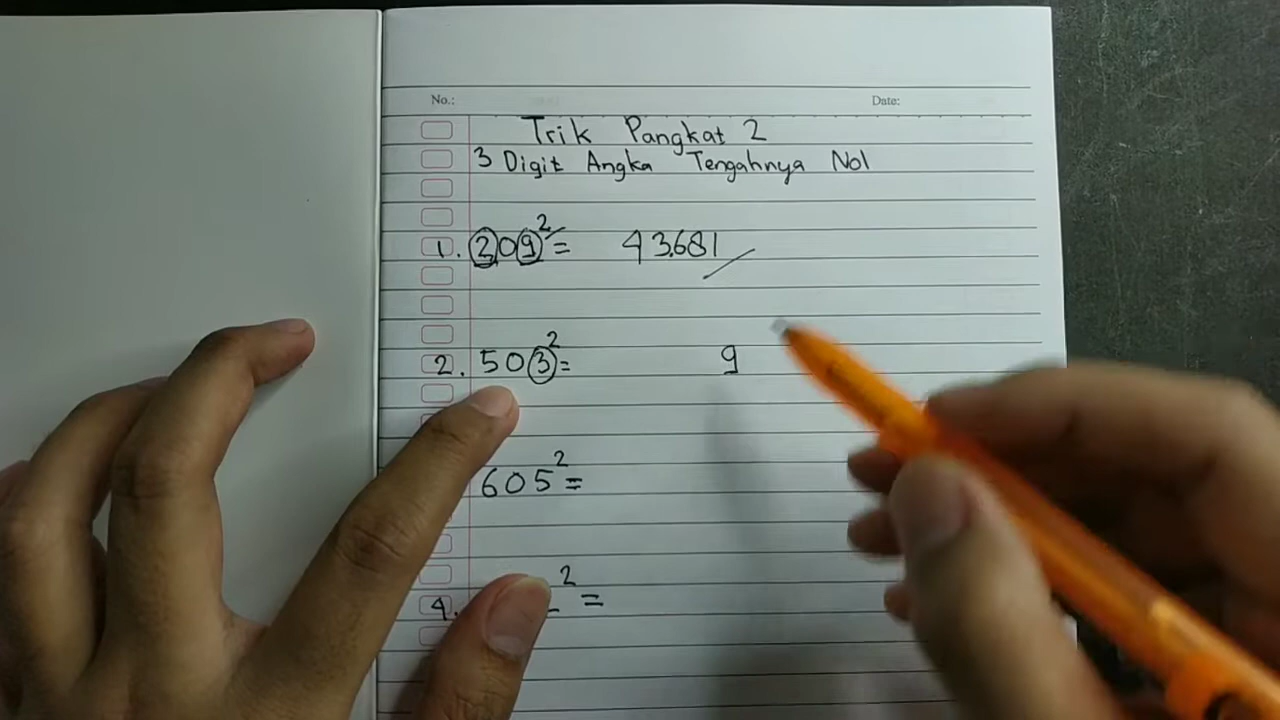 No.:
Date:
Trik Pangkat 2
3 Digit Angka Tengahnya Nol
1. 209² = 43.681
2. 503² = 9
605² =
4. ² =